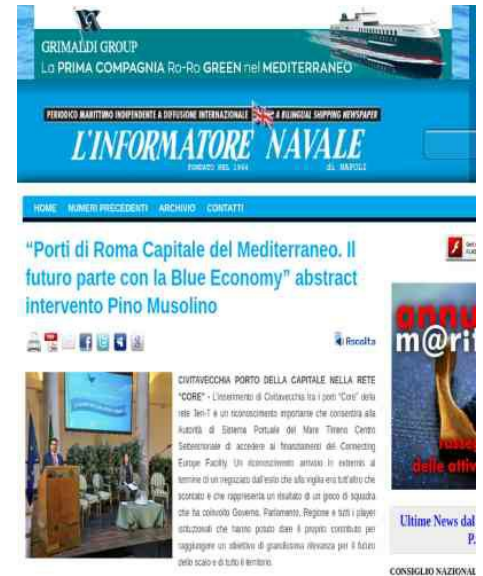 GRIMALDI GROUP
La PRIMA COMPAGNIA Ro-Ro GREEN nel MEDITERRANEO
PERIODICO MARITTIMO INDIPENDENTE A DIFFUSIONE INTERNAZIONALE A BILINGUAL SHIPPING NEWSPAPER
L'INFORMATORE NAVALE
FONDATO NEL 1964 di NAPOLI
HOME NUMERI PRECEDENTI ARCHIVIO CONTATTI
“Porti di Roma Capitale del Mediterraneo. Il
futuro parte con la Blue Economy” abstract
intervento Pino Musolino
Ascolta
CIVITAVECCHIA PORTO DELLA CAPITALE NELLA RETE
"CORE" - L'inserimento di Civitavecchia tra i porti "Core" della
rete Ten-T è un riconoscimento importante che consentirà alla
Autorità di Sistema Portuale del Mare Tirreno Centro
Settentrionale di accedere ai finanziamenti del Connecting
Europe Facility. Un riconoscimento arrivato in extremis al
termine di un negoziato dall'esito che alla vigilia era tutt'altro che
scontato e che rappresenta un risultato di un gioco di squadra
che ha coinvolto Governo, Parlamento, Regione e tutti i player
istituzionali che hanno potuto dare il proprio contributo per
raggiungere un obiettivo di grandissima rilevanza per il futuro
dello scalo e di tutto il territorio.
annu
m@rit
rasse
delle attiv
Ultime News dal
P.
CONSIGLIO NAZIONAL